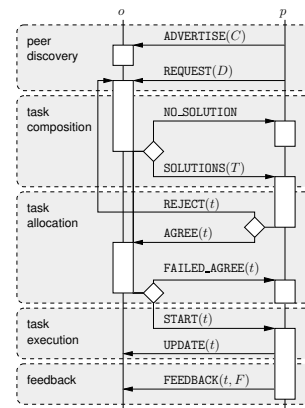 o
p
peer
discovery
ADVERTISE(C)
REQUEST(D)
task
composition
NO_SOLUTION
SOLUTIONS(T)
task
allocation
REJECT(t)
AGREE(t)
FAILED_AGREE(t)
task
execution
START(t)
UPDATE(t)
feedback
FEEDBACK(t, F)